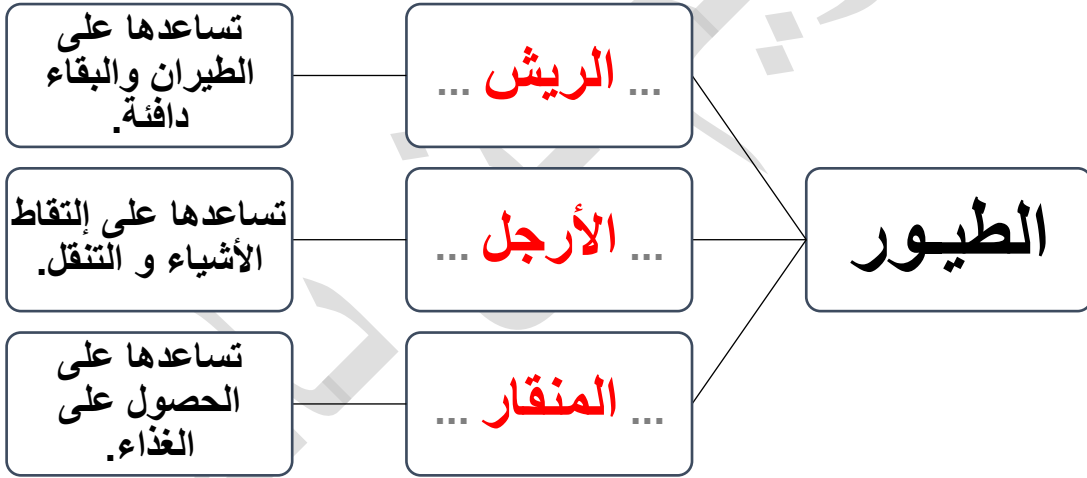 الطيـور
... الريش ...
تساعدها على
الطيران والبقاء
دافئة.
... الأرجل ...
تساعدها على إلتقاط
الأشياء و التنقل.
... المنقار ...
تساعدها على
الحصول على
الغذاء.